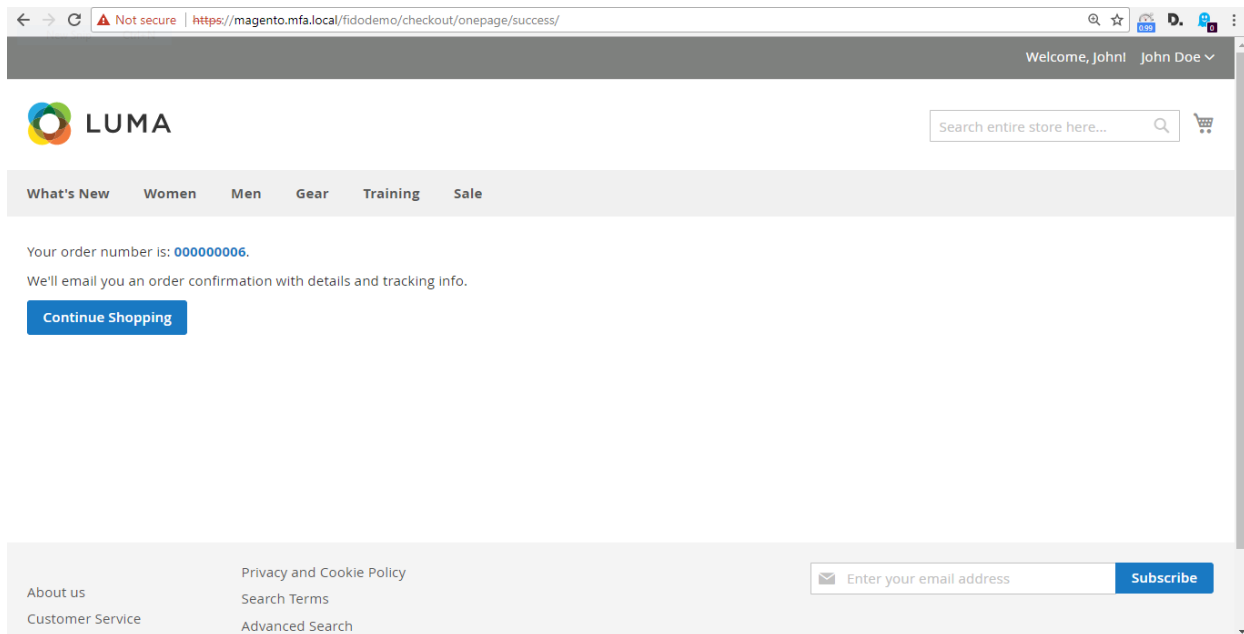 Not secure | https://magento.mfa.local/fidodemo/checkout/onepage/success/
0.99 D. 0
Welcome, John! John Doe
LUMA
Search entire store here...
What's New Women Men Gear Training Sale
Your order number is: 000000006.
We'll email you an order confirmation with details and tracking info.
Continue Shopping
About us
Customer Service
Privacy and Cookie Policy
Search Terms
Advanced Search
Enter your email address Subscribe